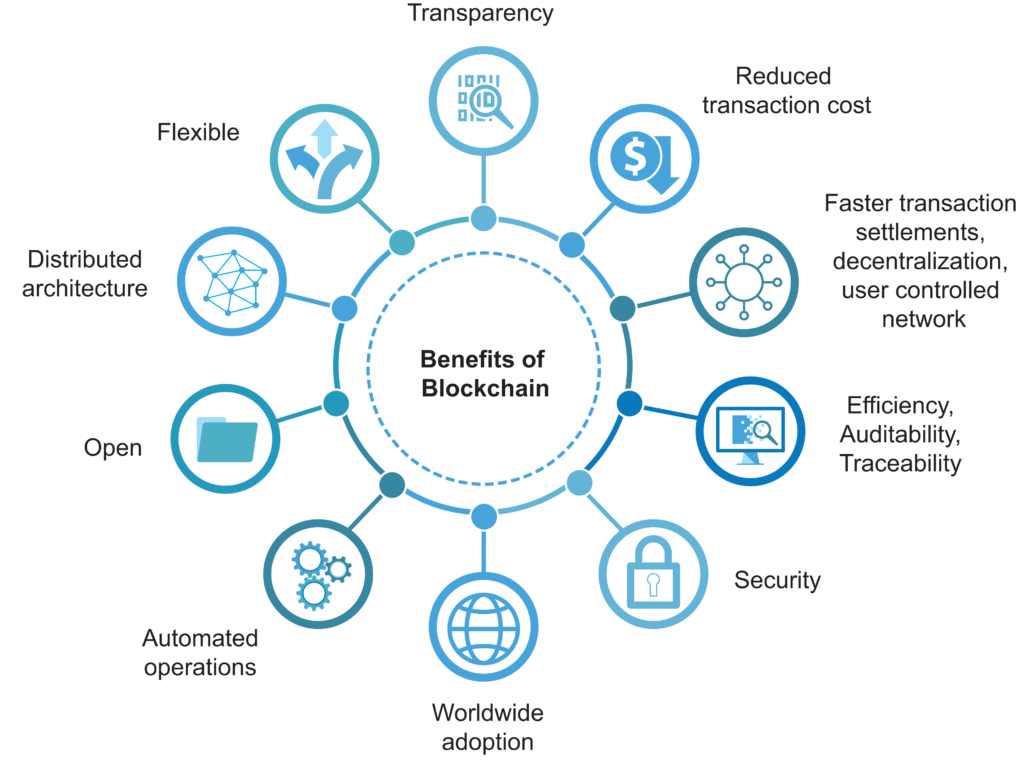 Transparency
Reduced
transaction cost
Faster transaction
settlements,
decentralization,
user controlled
network
Efficiency,
Auditability,
Traceability
Security
Worldwide
adoption
Automated
operations
Open
Distributed
architecture
Flexible
Benefits of
Blockchain
$